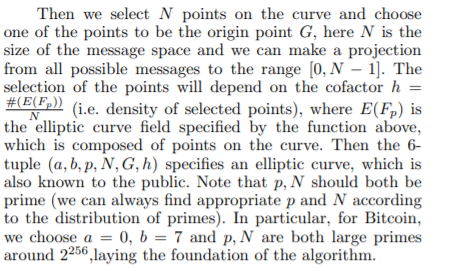 Then we select N points on the curve and choose
one of the points to be the origin point G, here N is the
size of the message space and we can make a projection
from all possible messages to the range [0, N − 1]. The
selection of the points will depend on the cofactor h =
#(E(Fₚ))/N (i.e. density of selected points), where E(Fₚ) is
the elliptic curve field specified by the function above,
which is composed of points on the curve. Then the 6-
tuple (a, b, p, N, G, h) specifies an elliptic curve, which is
also known to the public. Note that p, N should both be
prime (we can always find appropriate p and N according
to the distribution of primes). In particular, for Bitcoin,
we choose a = 0, b = 7 and p, N are both large primes
around 2²⁵⁶,laying the foundation of the algorithm.